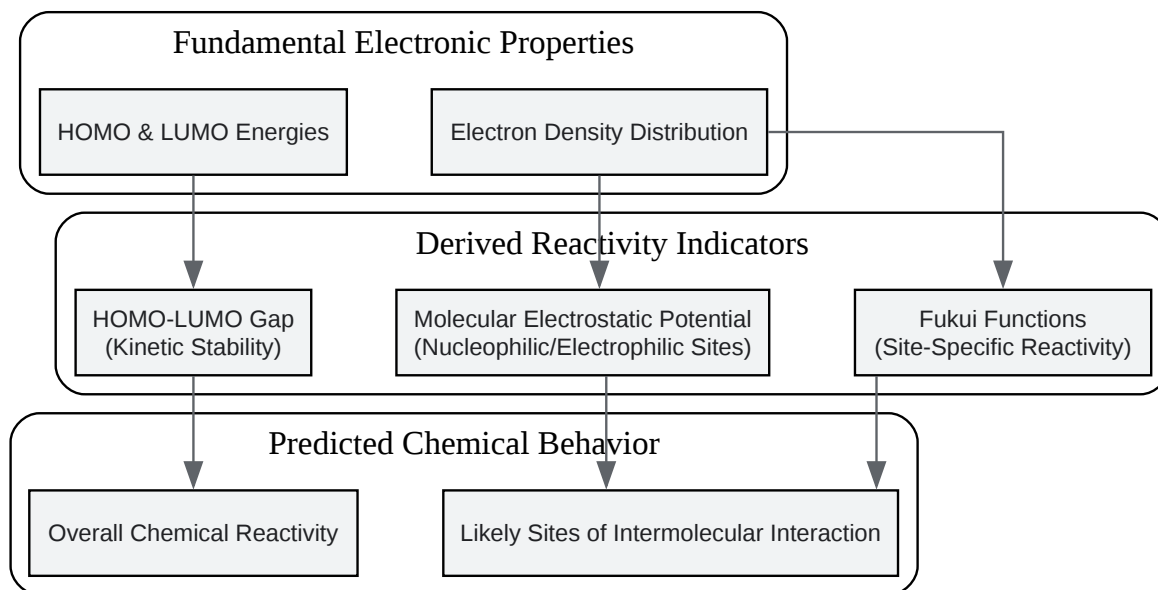 Fundamental Electronic Properties
HOMO & LUMO Energies
Electron Density Distribution
Derived Reactivity Indicators
HOMO-LUMO Gap
(Kinetic Stability)
Molecular Electrostatic Potential
(Nucleophilic/Electrophilic Sites)
Fukui Functions
(Site-Specific Reactivity)
Predicted Chemical Behavior
Overall Chemical Reactivity
Likely Sites of Intermolecular Interaction